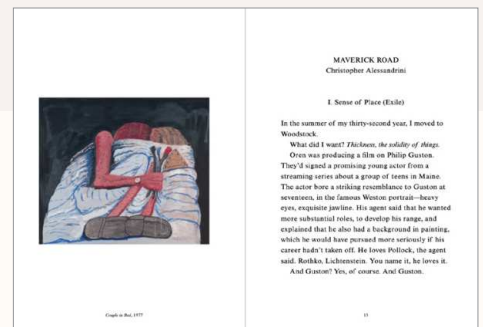 Couple in Bed, 1977
MAVERICK ROAD
Christopher Alessandrini
I. Sense of Place (Exile)
In the summer of my thirty-second year, I moved to
Woodstock.
What did I want? Thickness, the solidity of things.
Oren was producing a film on Philip Guston.
They'd signed a promising young actor from a
streaming series about a group of teens in Maine.
The actor bore a striking resemblance to Guston at
seventeen, in the famous Weston portrait—heavy
eyes, exquisite jawline. His agent said that he wanted
more substantial roles, to develop his range, and
explained that he also had a background in painting,
which he would have pursued more seriously if his
career hadn't taken off. He loves Pollock, the agent
said. Rothko, Lichtenstein. You name it, he loves it.
And Guston? Yes, of course. And Guston.